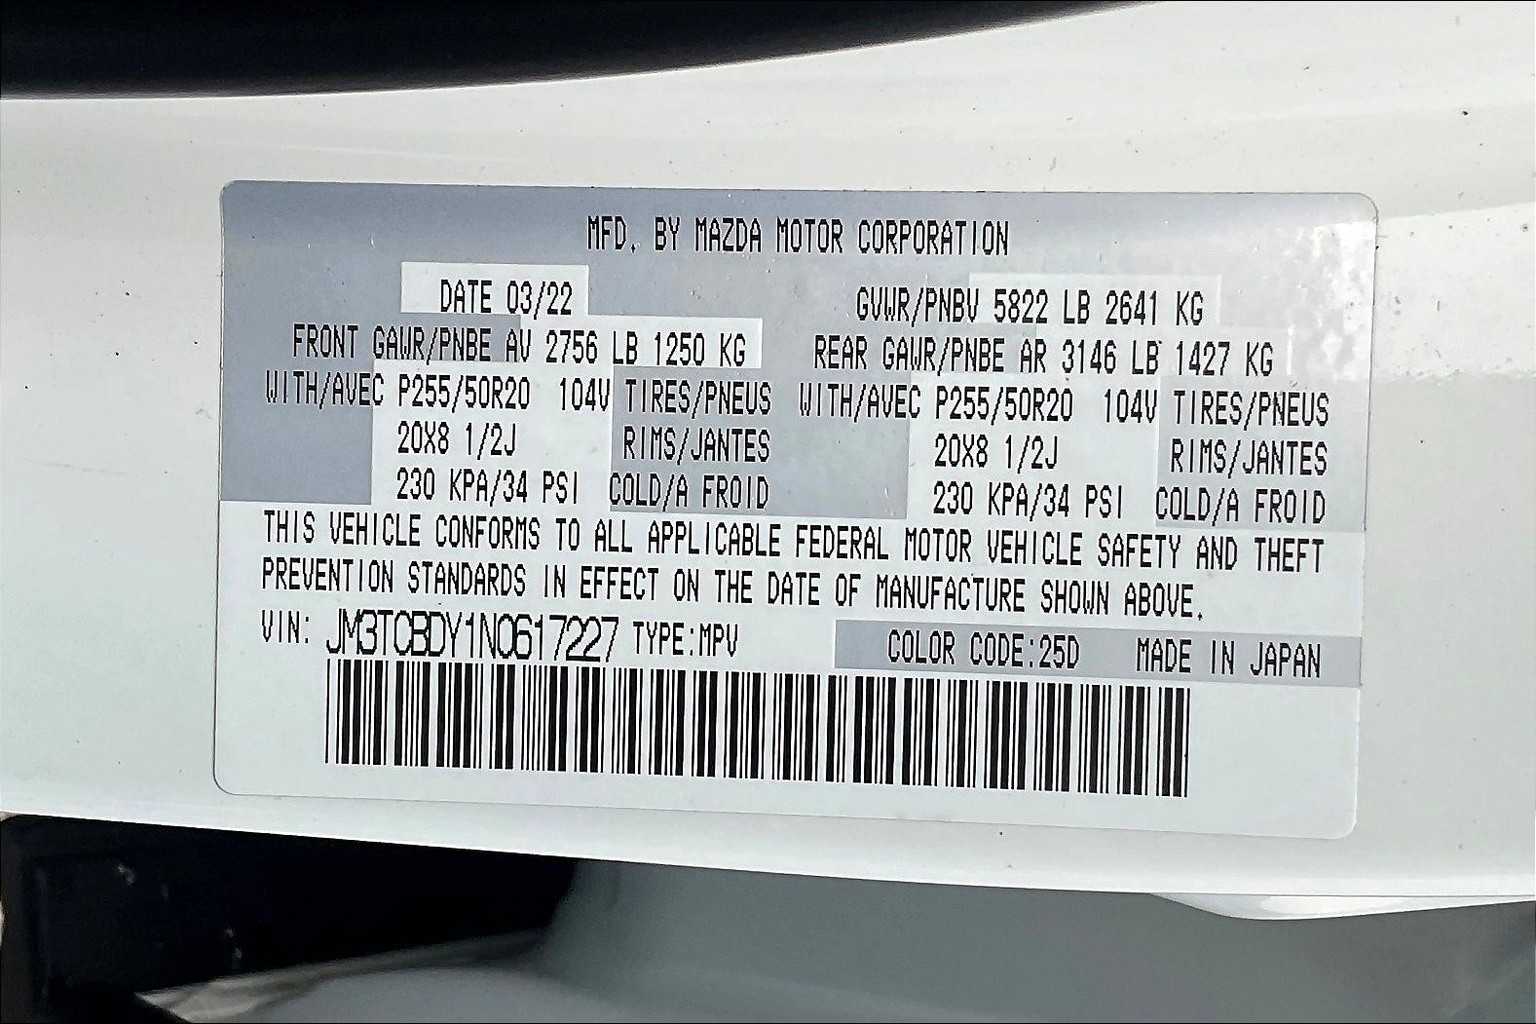 MFD. BY MAZDA MOTOR CORPORATION
DATE 03/22 GVWR/PNBV 5822 LB 2641 KG
FRONT GAWR/PNBE AV 2756 LB 1250 KG REAR GAWR/PNBE AR 3146 LB 1427 KG
WITH/AVEC P255/50R20 104V TIRES/PNEUS WITH/AVEC P255/50R20 104V TIRES/PNEUS
20X8 1/2J RIMS/JANTES 20X8 1/2J RIMS/JANTES
230 KPA/34 PSI COLD/A FROID 230 KPA/34 PSI COLD/A FROID
THIS VEHICLE CONFORMS TO ALL APPLICABLE FEDERAL MOTOR VEHICLE SAFETY AND THEFT
PREVENTION STANDARDS IN EFFECT ON THE DATE OF MANUFACTURE SHOWN ABOVE.
VIN: JM3TCBDY1N0617227 TYPE:MPV COLOR CODE:25D MADE IN JAPAN